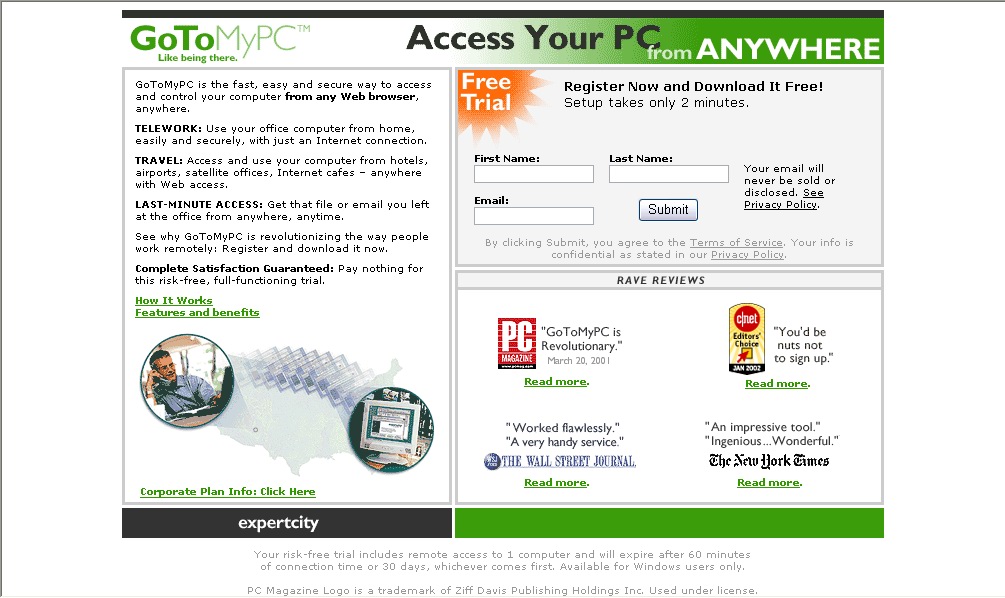 GoToMyPC™
Like being there.
Access Your PC from ANYWHERE
GoToMyPC is the fast, easy and secure way to access
and control your computer from any Web browser,
anywhere.
TELEWORK: Use your office computer from home,
easily and securely, with just an Internet connection.
TRAVEL: Access and use your computer from hotels,
airports, satellite offices, Internet cafes – anywhere
with Web access.
LAST-MINUTE ACCESS: Get that file or email you left
at the office from anywhere, anytime.
See why GoToMyPC is revolutionizing the way people
work remotely: Register and download it now.
Complete Satisfaction Guaranteed: Pay nothing for
this risk-free, full-functioning trial.
How It Works
Features and benefits
Corporate Plan Info: Click Here
expertcity
Free
Trial
Register Now and Download It Free!
Setup takes only 2 minutes.
First Name:
Last Name:
Email:
Submit
Your email will
never be sold or
disclosed. See
Privacy Policy.
By clicking Submit, you agree to the Terms of Service. Your info is
confidential as stated in our Privacy Policy.
RAVE REVIEWS
PC
MAGAZINE
www.pcmag.com
"GoToMyPC is
Revolutionary."
March 20, 2001
Read more.
c|net
Editors'
Choice
JAN 2002
"You'd be
nuts not
to sign up."
Read more.
"Worked flawlessly."
"A very handy service."
THE WALL STREET JOURNAL.
Read more.
"An impressive tool."
"Ingenious...Wonderful."
The New York Times
Read more.
Your risk-free trial includes remote access to 1 computer and will expire after 60 minutes
of connection time or 30 days, whichever comes first. Available for Windows users only.
PC Magazine Logo is a trademark of Ziff Davis Publishing Holdings Inc. Used under license.